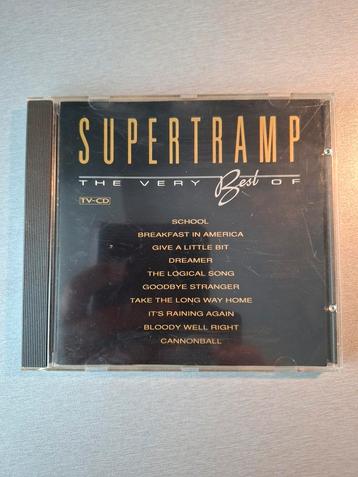 SUPERTRAMP
THE VERY Best OF
TV-CD
SCHOOL
BREAKFAST IN AMERICA
GIVE A LITTLE BIT
DREAMER
THE LOGICAL SONG
GOODBYE STRANGER
TAKE THE LONG WAY HOME
IT'S RAINING AGAIN
BLOODY WELL RIGHT
CANNONBALL